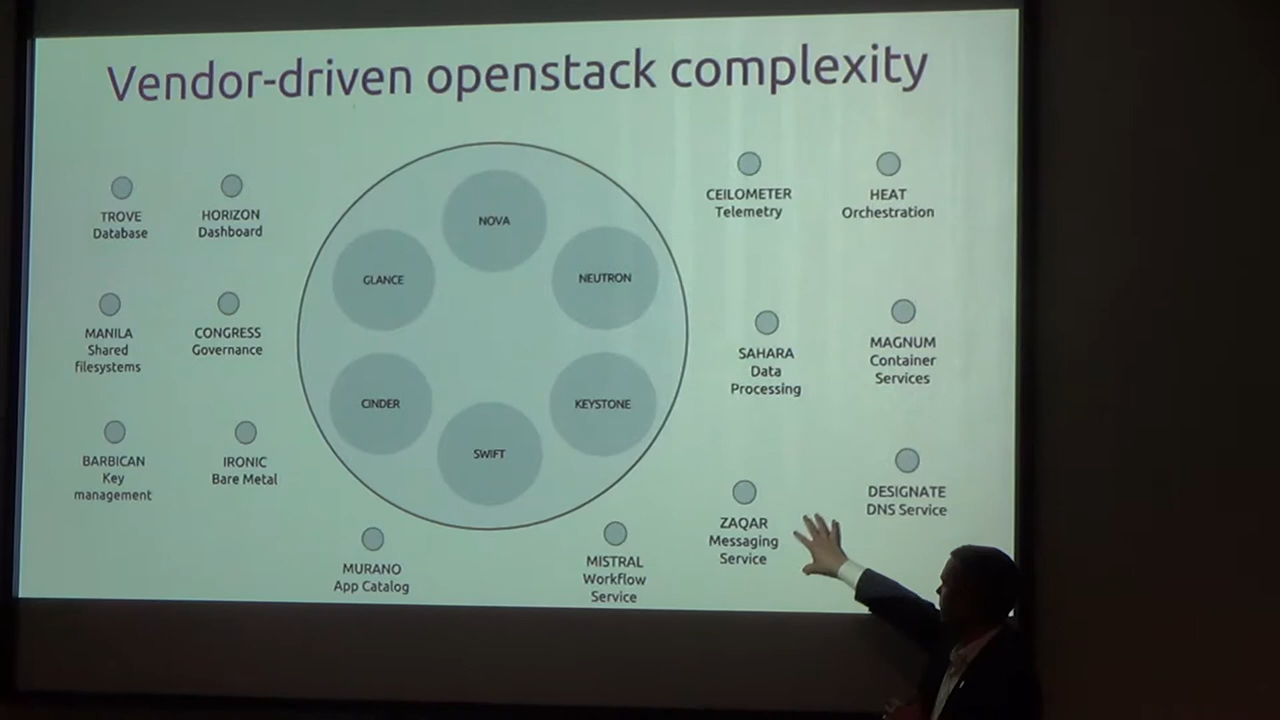 Vendor-driven openstack complexity
TROVE
Database
HORIZON
Dashboard
MANILA
Shared
filesystems
CONGRESS
Governance
BARBICAN
Key
management
IRONIC
Bare Metal
NOVA
GLANCE
NEUTRON
CINDER
KEYSTONE
SWIFT
MURANO
App Catalog
MISTRAL
Workflow
Service
CEILOMETER
Telemetry
HEAT
Orchestration
SAHARA
Data
Processing
MAGNUM
Container
Services
ZAQAR
Messaging
Service
DESIGNATE
DNS Service